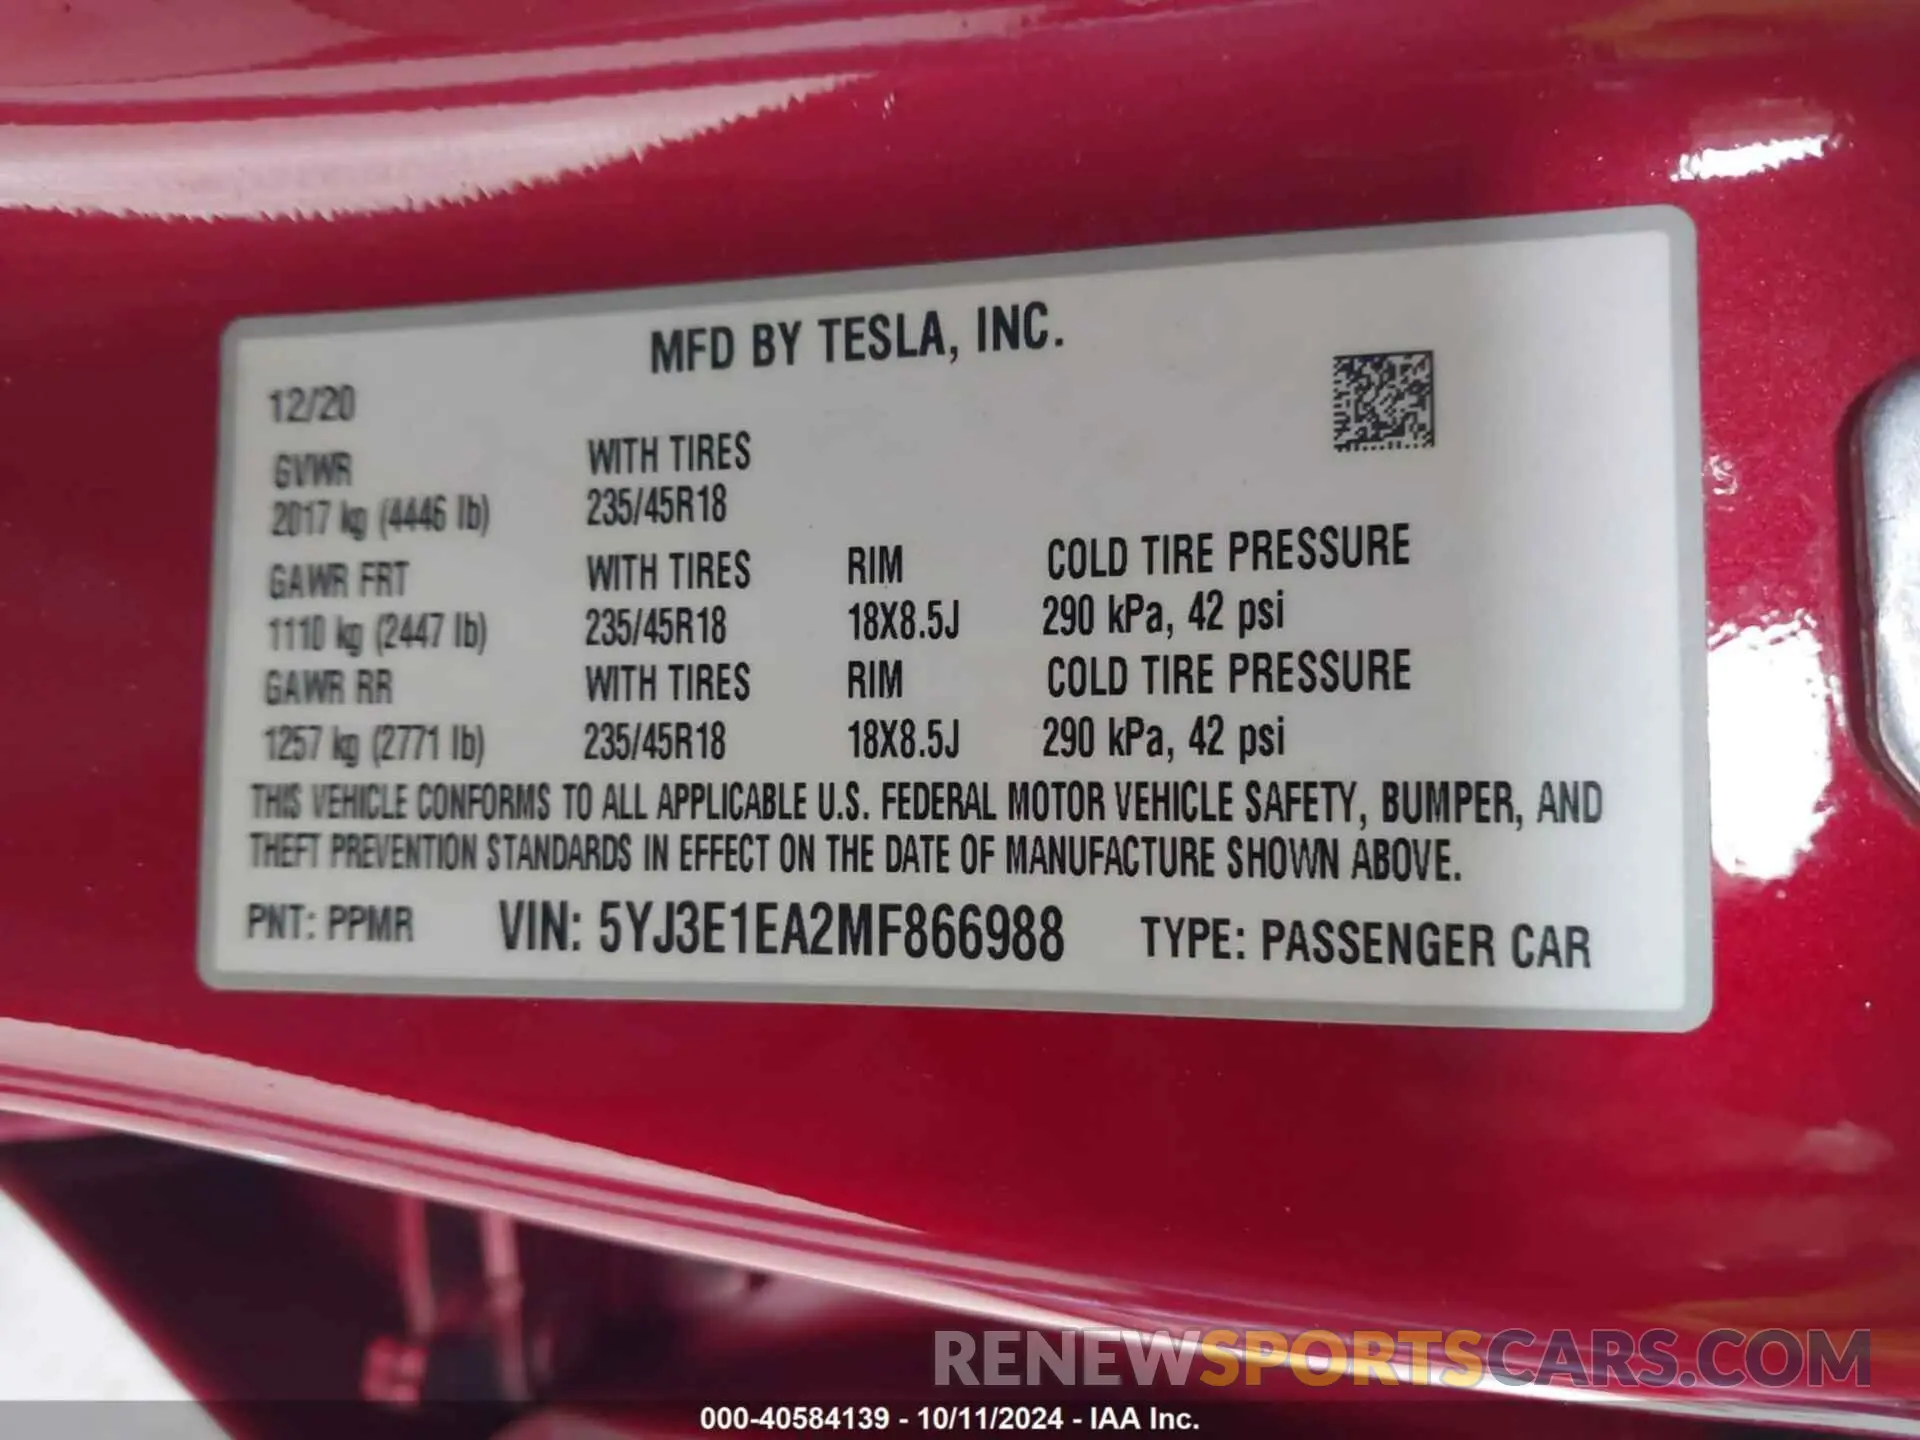 MFD BY TESLA, INC.
12/20
GVWR WITH TIRES
2017 kg (4446 lb) 235/45R18
GAWR FRT WITH TIRES RIM COLD TIRE PRESSURE
1110 kg (2447 lb) 235/45R18 18X8.5J 290 kPa, 42 psi
GAWR RR WITH TIRES RIM COLD TIRE PRESSURE
1257 kg (2771 lb) 235/45R18 18X8.5J 290 kPa, 42 psi
THIS VEHICLE CONFORMS TO ALL APPLICABLE U.S. FEDERAL MOTOR VEHICLE SAFETY, BUMPER, AND
THEFT PREVENTION STANDARDS IN EFFECT ON THE DATE OF MANUFACTURE SHOWN ABOVE.
PNT: PPMR VIN: 5YJ3E1EA2MF866988 TYPE: PASSENGER CAR
RENEWSPORTSCARS.COM
000-40584139 - 10/11/2024 - IAA Inc.